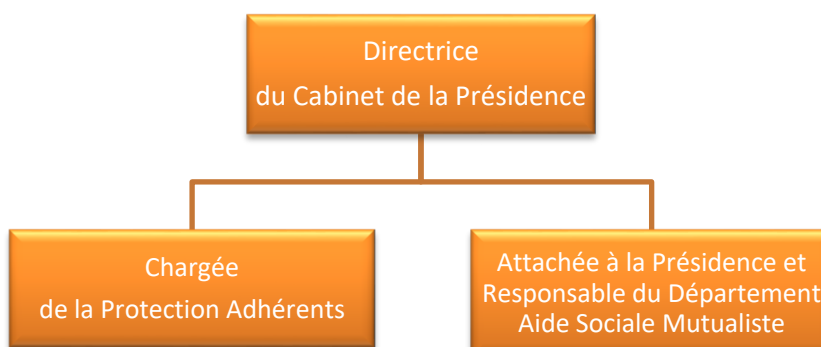 Directrice
du Cabinet de la Présidence
Chargée
de la Protection Adhérents
Attachée à la Présidence et
Responsable du Département
Aide Sociale Mutualiste